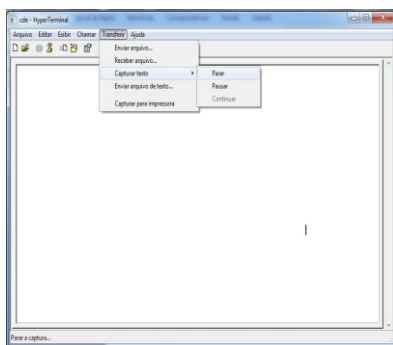 cde - HyperTerminal
Arquivo Editar Exibir Chamar Transferir Ajuda
Enviar arquivo...
Receber arquivo...
Capturar texto
Parar
Enviar arquivo de texto...
Pausar
Capturar para impressora
Continuar
Parar a captura...